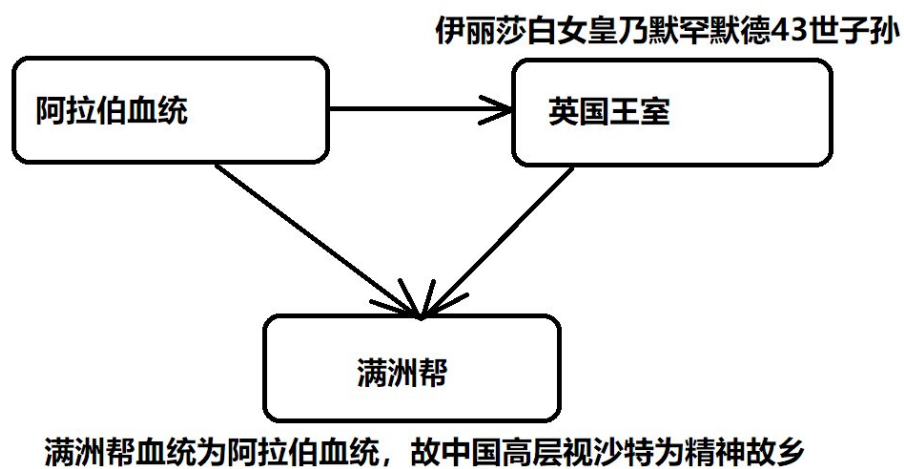 伊丽莎白女皇乃默罕默德43世子孙
阿拉伯血统
英国王室
满洲帮
满洲帮血统为阿拉伯血统，故中国高层视沙特为精神故乡